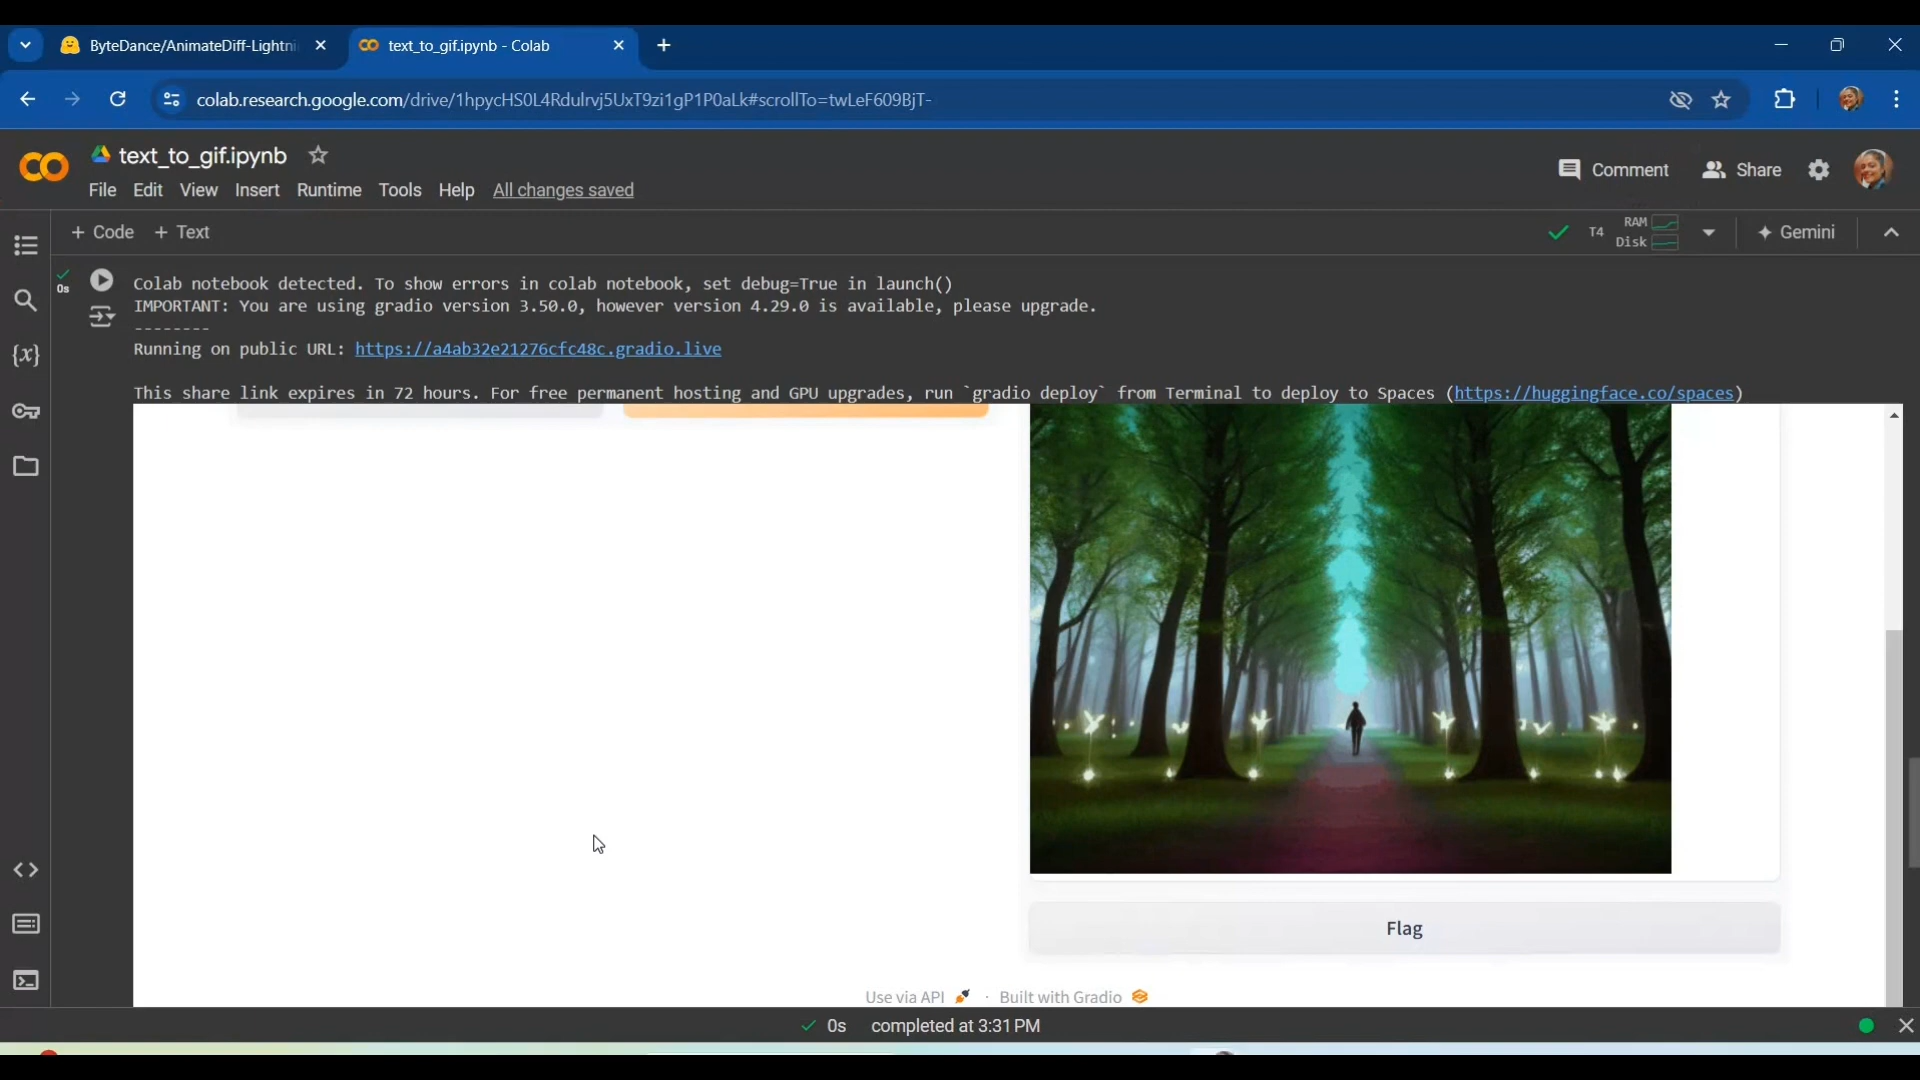 ByteDance/AnimateDiff-Lightni
text_to_gif.ipynb - Colab
colab.research.google.com/drive/1hpycHS0L4Rdulrvj5UxT9zi1gP1P0aLk#scrollTo=twLeF609BjT-
text_to_gif.ipynb
Comment
Share
File Edit View Insert Runtime Tools Help All changes saved
+ Code + Text
T4
RAM
Disk
Gemini
0s
Colab notebook detected. To show errors in colab notebook, set debug=True in launch()
IMPORTANT: You are using gradio version 3.50.0, however version 4.29.0 is available, please upgrade.
--------
Running on public URL: https://a4ab32e21276cfc48c.gradio.live
This share link expires in 72 hours. For free permanent hosting and GPU upgrades, run `gradio deploy` from Terminal to deploy to Spaces (https://huggingface.co/spaces)
Flag
Use via API · Built with Gradio
0s completed at 3:31 PM